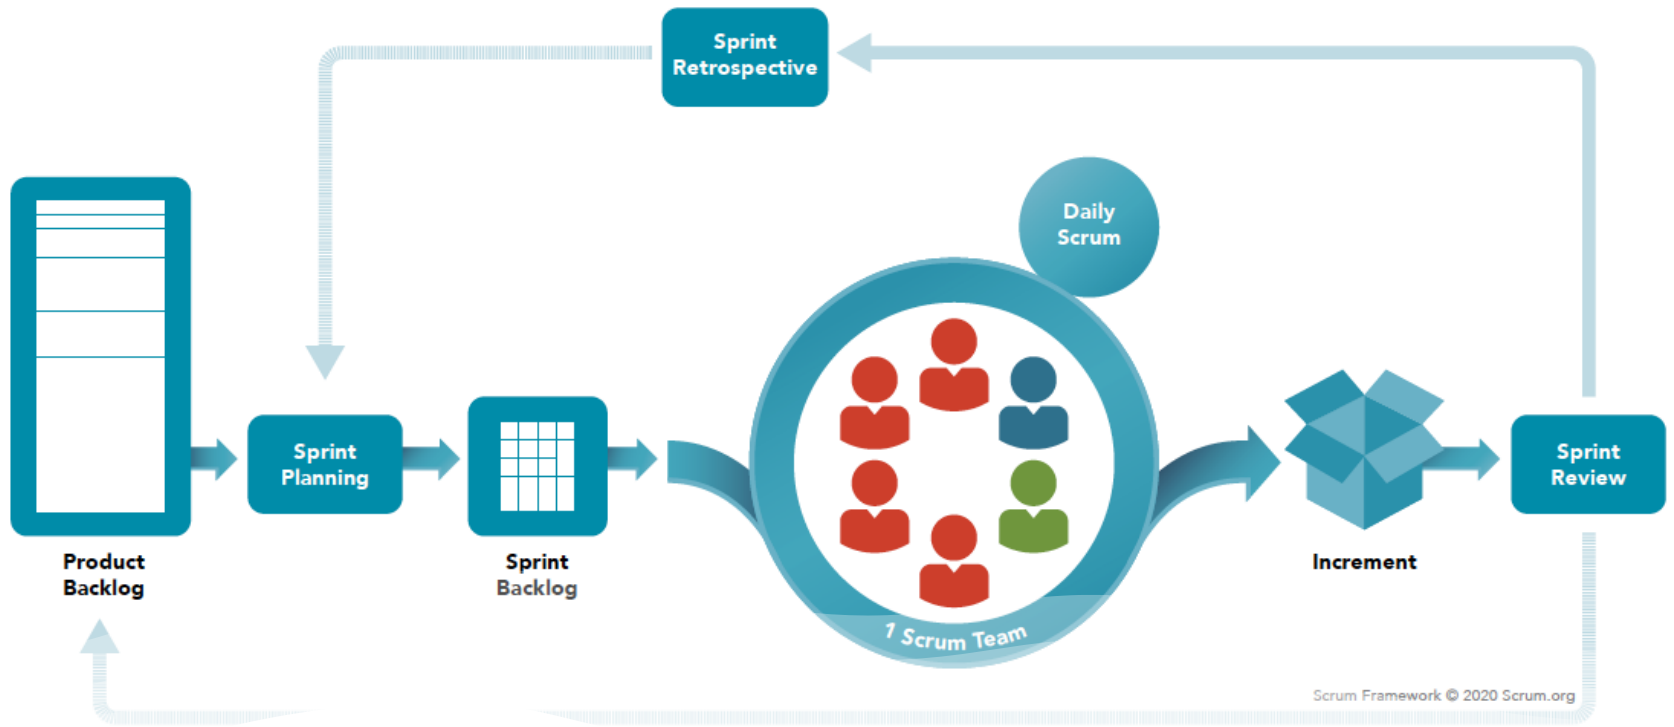 Sprint
Retrospective
Daily
Scrum
Sprint
Planning
Sprint
Review
Product
Backlog
Sprint
Backlog
Increment
1 Scrum Team
Scrum Framework © 2020 Scrum.org